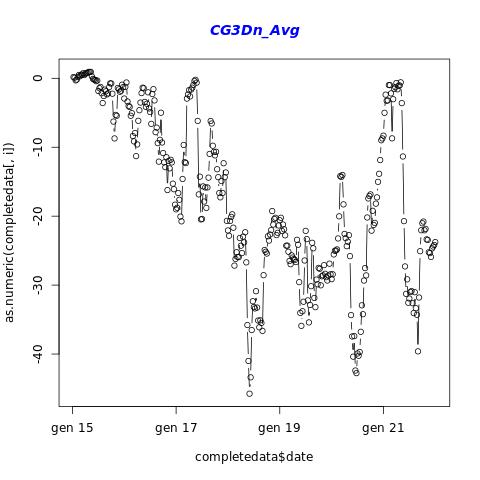 CG3Dn_Avg
as.numeric(completedata[, i])
0
-10
-20
-30
-40
gen 15
gen 17
gen 19
gen 21
completedata$date